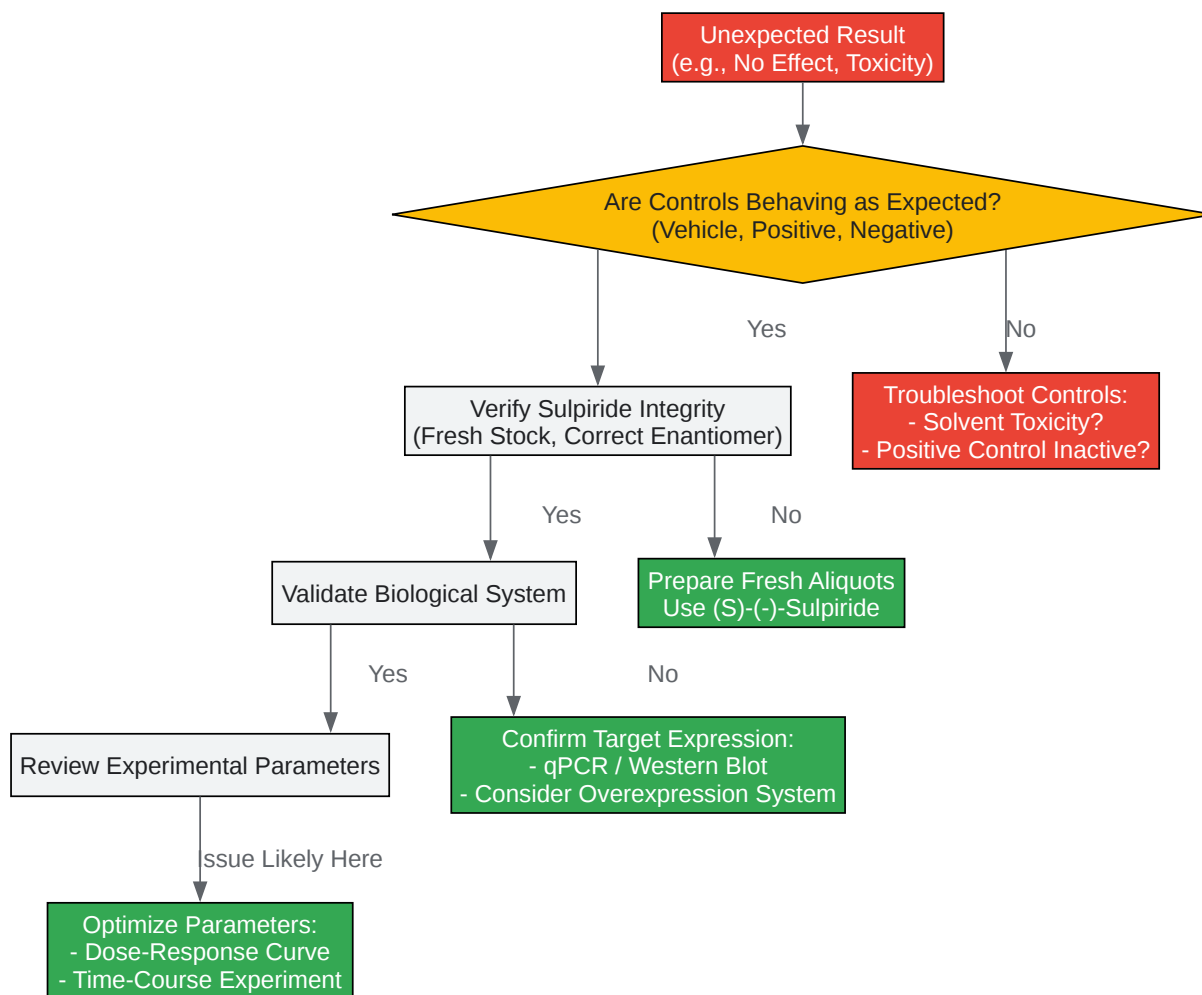 Unexpected Result
(e.g., No Effect, Toxicity)
Are Controls Behaving as Expected?
(Vehicle, Positive, Negative)
Yes
No
Verify Sulpiride Integrity
(Fresh Stock, Correct Enantiomer)
Troubleshoot Controls:
- Solvent Toxicity?
- Positive Control Inactive?
Yes
No
Validate Biological System
Prepare Fresh Aliquots
Use (S)-(-)-Sulpiride
Yes
No
Review Experimental Parameters
Confirm Target Expression:
- qPCR / Western Blot
- Consider Overexpression System
Issue Likely Here
Optimize Parameters:
- Dose-Response Curve
- Time-Course Experiment